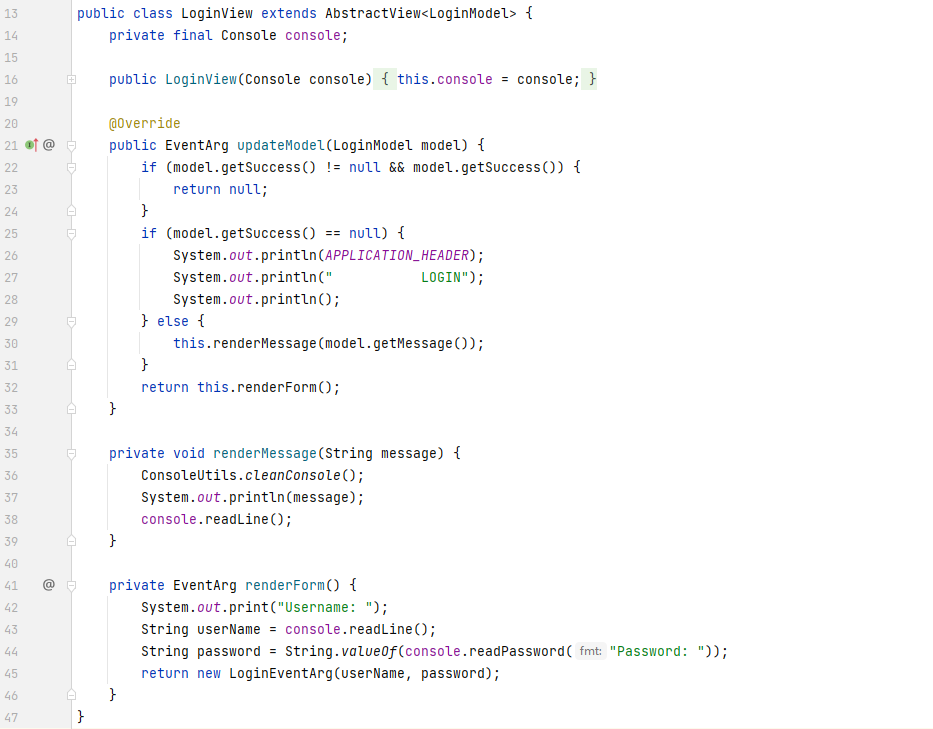 13 public class LoginView extends AbstractView<LoginModel> {
14     private final Console console;
15
16     public LoginView(Console console) { this.console = console; }
19
20     @Override
21 @    public EventArg updateModel(LoginModel model) {
22         if (model.getSuccess() != null && model.getSuccess()) {
23             return null;
24         }
25         if (model.getSuccess() == null) {
26             System.out.println(APPLICATION_HEADER);
27             System.out.println("           LOGIN");
28             System.out.println();
29         } else {
30             this.renderMessage(model.getMessage());
31         }
32         return this.renderForm();
33     }
34
35     private void renderMessage(String message) {
36         ConsoleUtils.cleanConsole();
37         System.out.println(message);
38         console.readLine();
39     }
40
41 @    private EventArg renderForm() {
42         System.out.print("Username: ");
43         String userName = console.readLine();
44         String password = String.valueOf(console.readPassword( fmt: "Password: "));
45         return new LoginEventArg(userName, password);
46     }
47 }